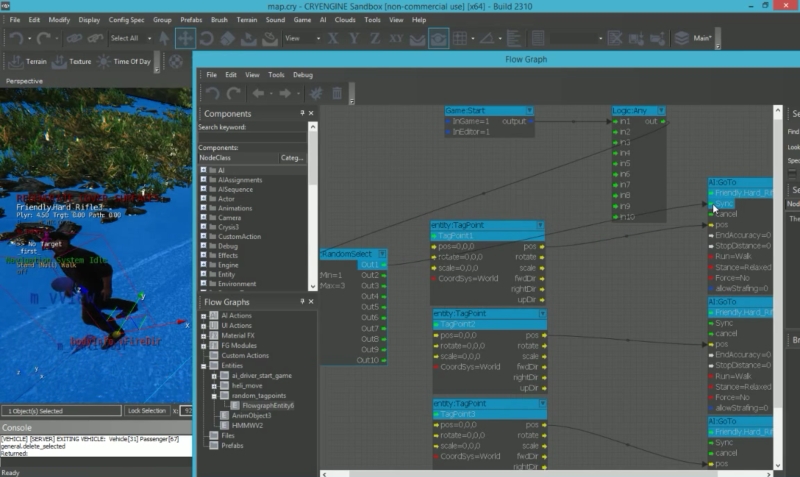 map.cry - CRYENGINE Sandbox [non-commercial use] [x64] - Build 2310
File Edit Modify Display Config Spec Group Prefabs Brush Terrain Sound Game AI Clouds Tools View Help
Select All View X Y Z XY Main*
Terrain Texture Time Of Day
Flow Graph
Perspective
File Edit View Tools Debug
Components
Search keyword:
Components:
NodeClass Categ...
AI
AIAssignments
AISequence
Actor
Animations
Camera
Crysis3
CustomAction
Debug
Effects
Engine
Entity
Environment
Flow Graphs
AI Actions
UI Actions
Material FX
FG Modules
Custom Actions
Entities
ai_driver_start_game
heli_move
random_tagpoints
FlowgraphEntity6
AnimObject3
HMMWV2
Files
Prefabs
Friendly.Hard_Rifle3
Plyr: 4.50 Trgt: 0.00 Path: 0.00
>> No Target
_first_
Game:Start
InGame=1 output
InEditor=1
Logic:Any
in1 out
in2
in3
in4
in5
in6
in7
in8
in9
in10
RandomSelect
Out1
Min=1 Out2
Max=3 Out3
Out4
Out5
Out6
Out7
Out8
Out9
Out10
entity:TagPoint
TagPoint1
pos=0,0,0 pos
rotate=0,0,0 rotate
scale=0,0,0 scale
CoordSys=World fwdDir
rightDir
upDir
entity:TagPoint
TagPoint2
pos=0,0,0 pos
rotate=0,0,0 rotate
scale=0,0,0 scale
CoordSys=World fwdDir
rightDir
upDir
entity:TagPoint
TagPoint3
pos=0,0,0 pos
rotate=0,0,0 rotate
scale=0,0,0 scale
CoordSys=World fwdDir
rightDir
AI:GoTo
Friendly.Hard_Rifl
Sync
cancel
pos
EndAccuracy=0
StopDistance=0
Run=Walk
Stance=Relaxed
Force=No
allowStrafing=0
AI:GoTo
Friendly.Hard_Rifl
Sync
cancel
pos
EndAccuracy=0
StopDistance=0
Run=Walk
Stance=Relaxed
Force=No
allowStrafing=0
AI:GoTo
Friendly.Hard_Rifl
Sync
cancel
pos
1 Object(s) Selected Lock Selection X:
Console
[VEHICLE] [SERVER] EXITING VEHICLE: Vehicle[31] Passenger[67]
general.delete_selected
Returned:
Ready